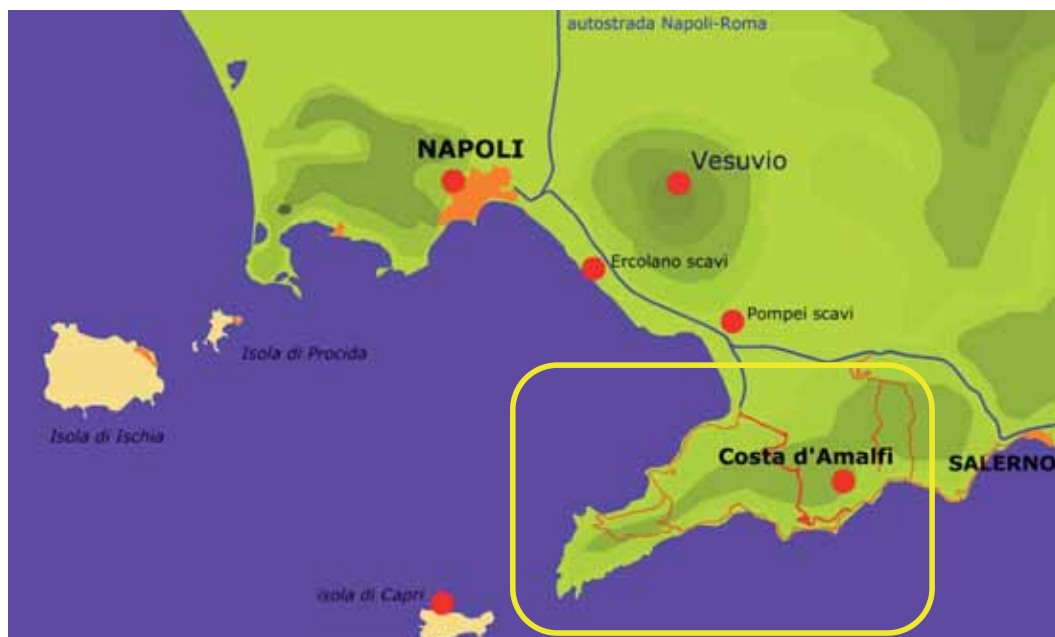 autostrada Napoli-Roma
NAPOLI
Vesuvio
Ercolano scavi
Pompei scavi
Isola di Procida
Isola di Ischia
Costa d'Amalfi
SALERNO
isola di Capri